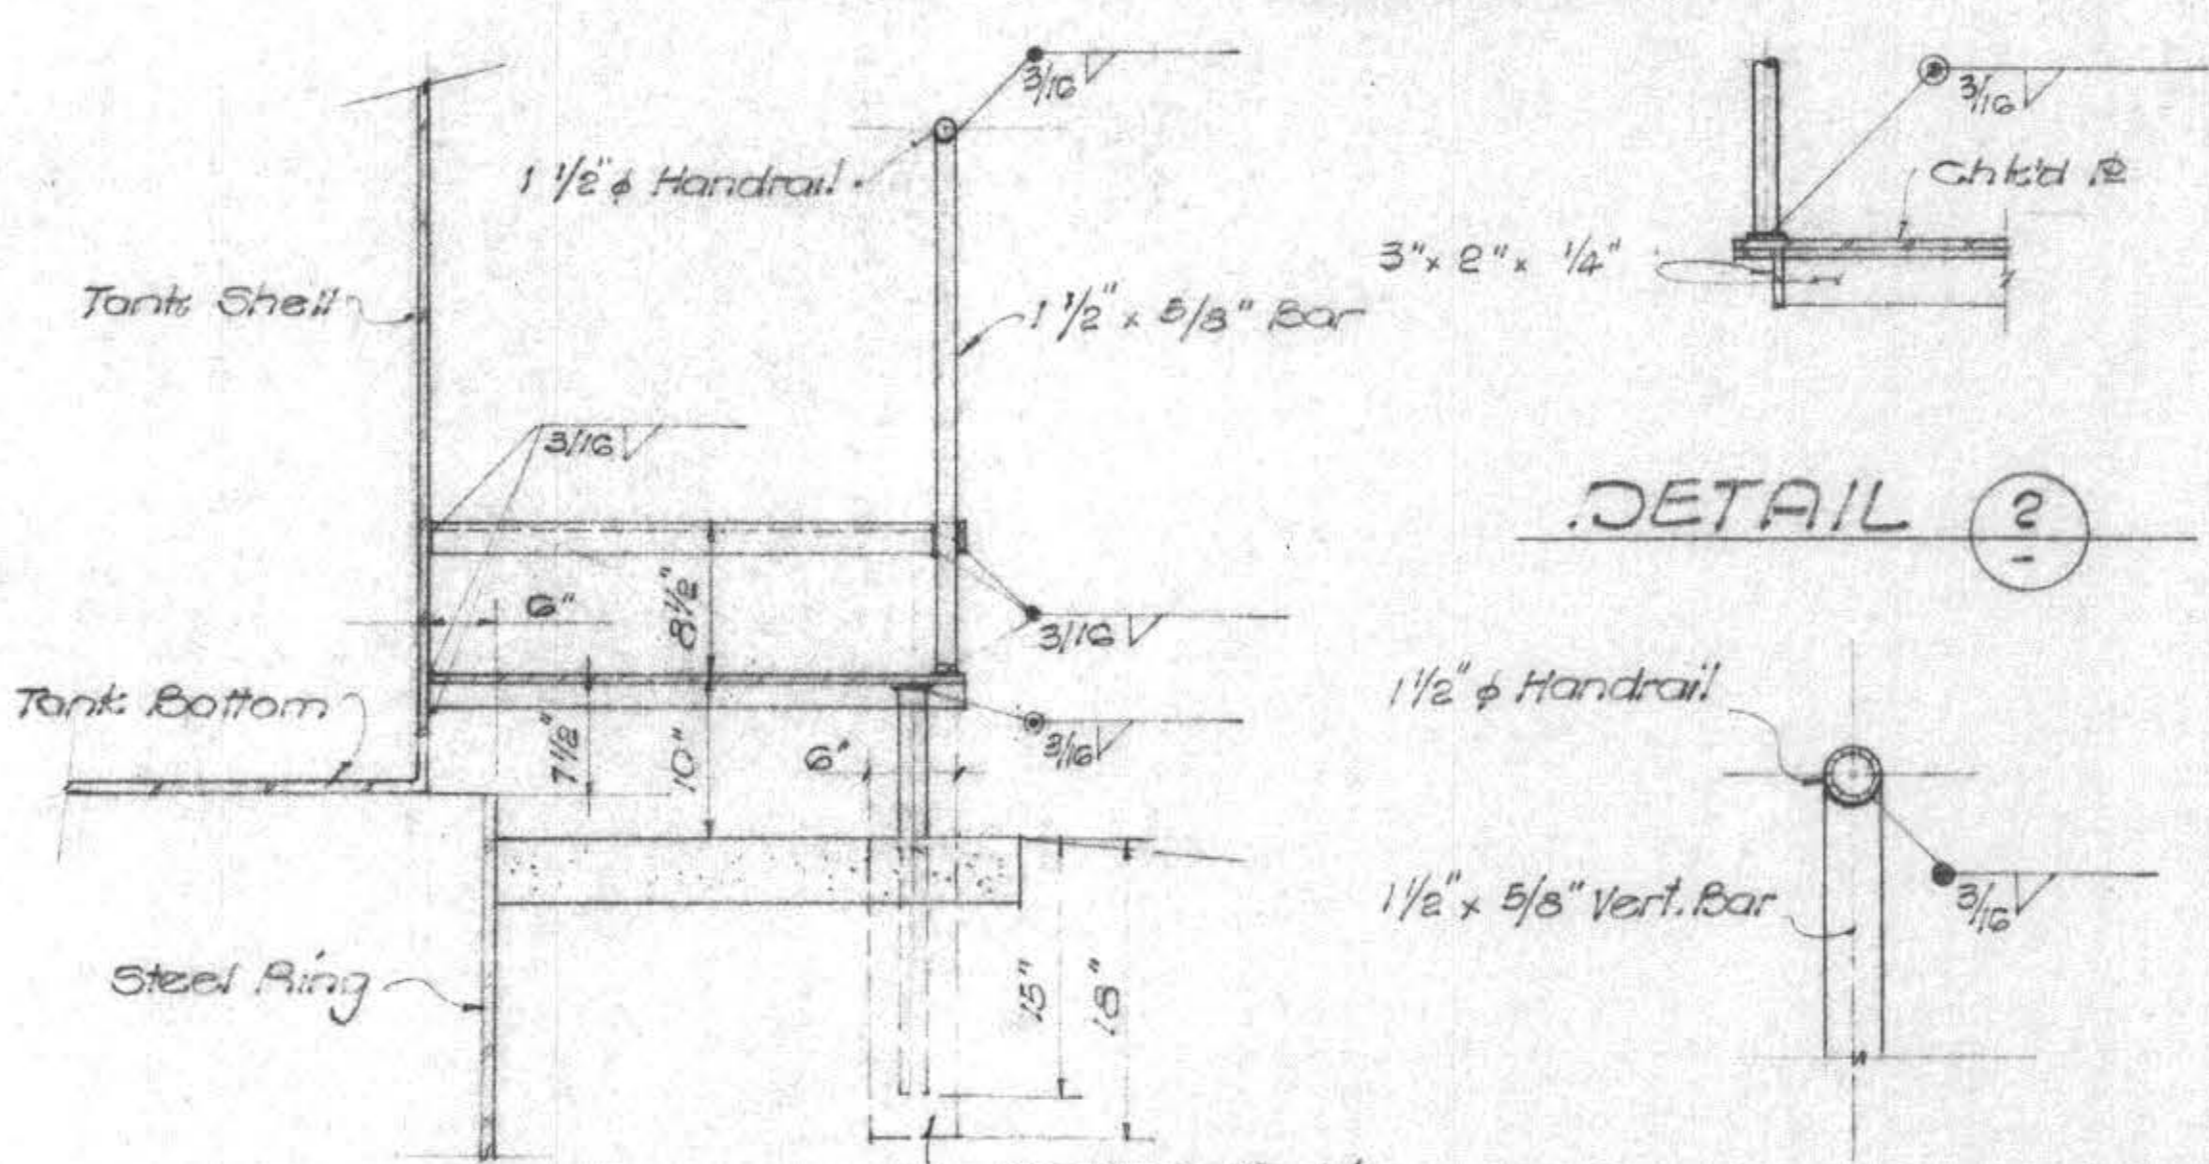 3/16
1 1/2" φ Handrail
Tank Shell
1 1/2" x 5/8" Bar
3/16
6"
8 1/2"
3/16
Tank Bottom
7 1/2"
10"
6"
3/16
Steel Ring
15"
18"
3/16
Chk'd ⅊
3" x 2" x 1/4"
DETAIL 2
-
1 1/2" φ Handrail
1 1/2" x 5/8" Vert. Bar
3/16